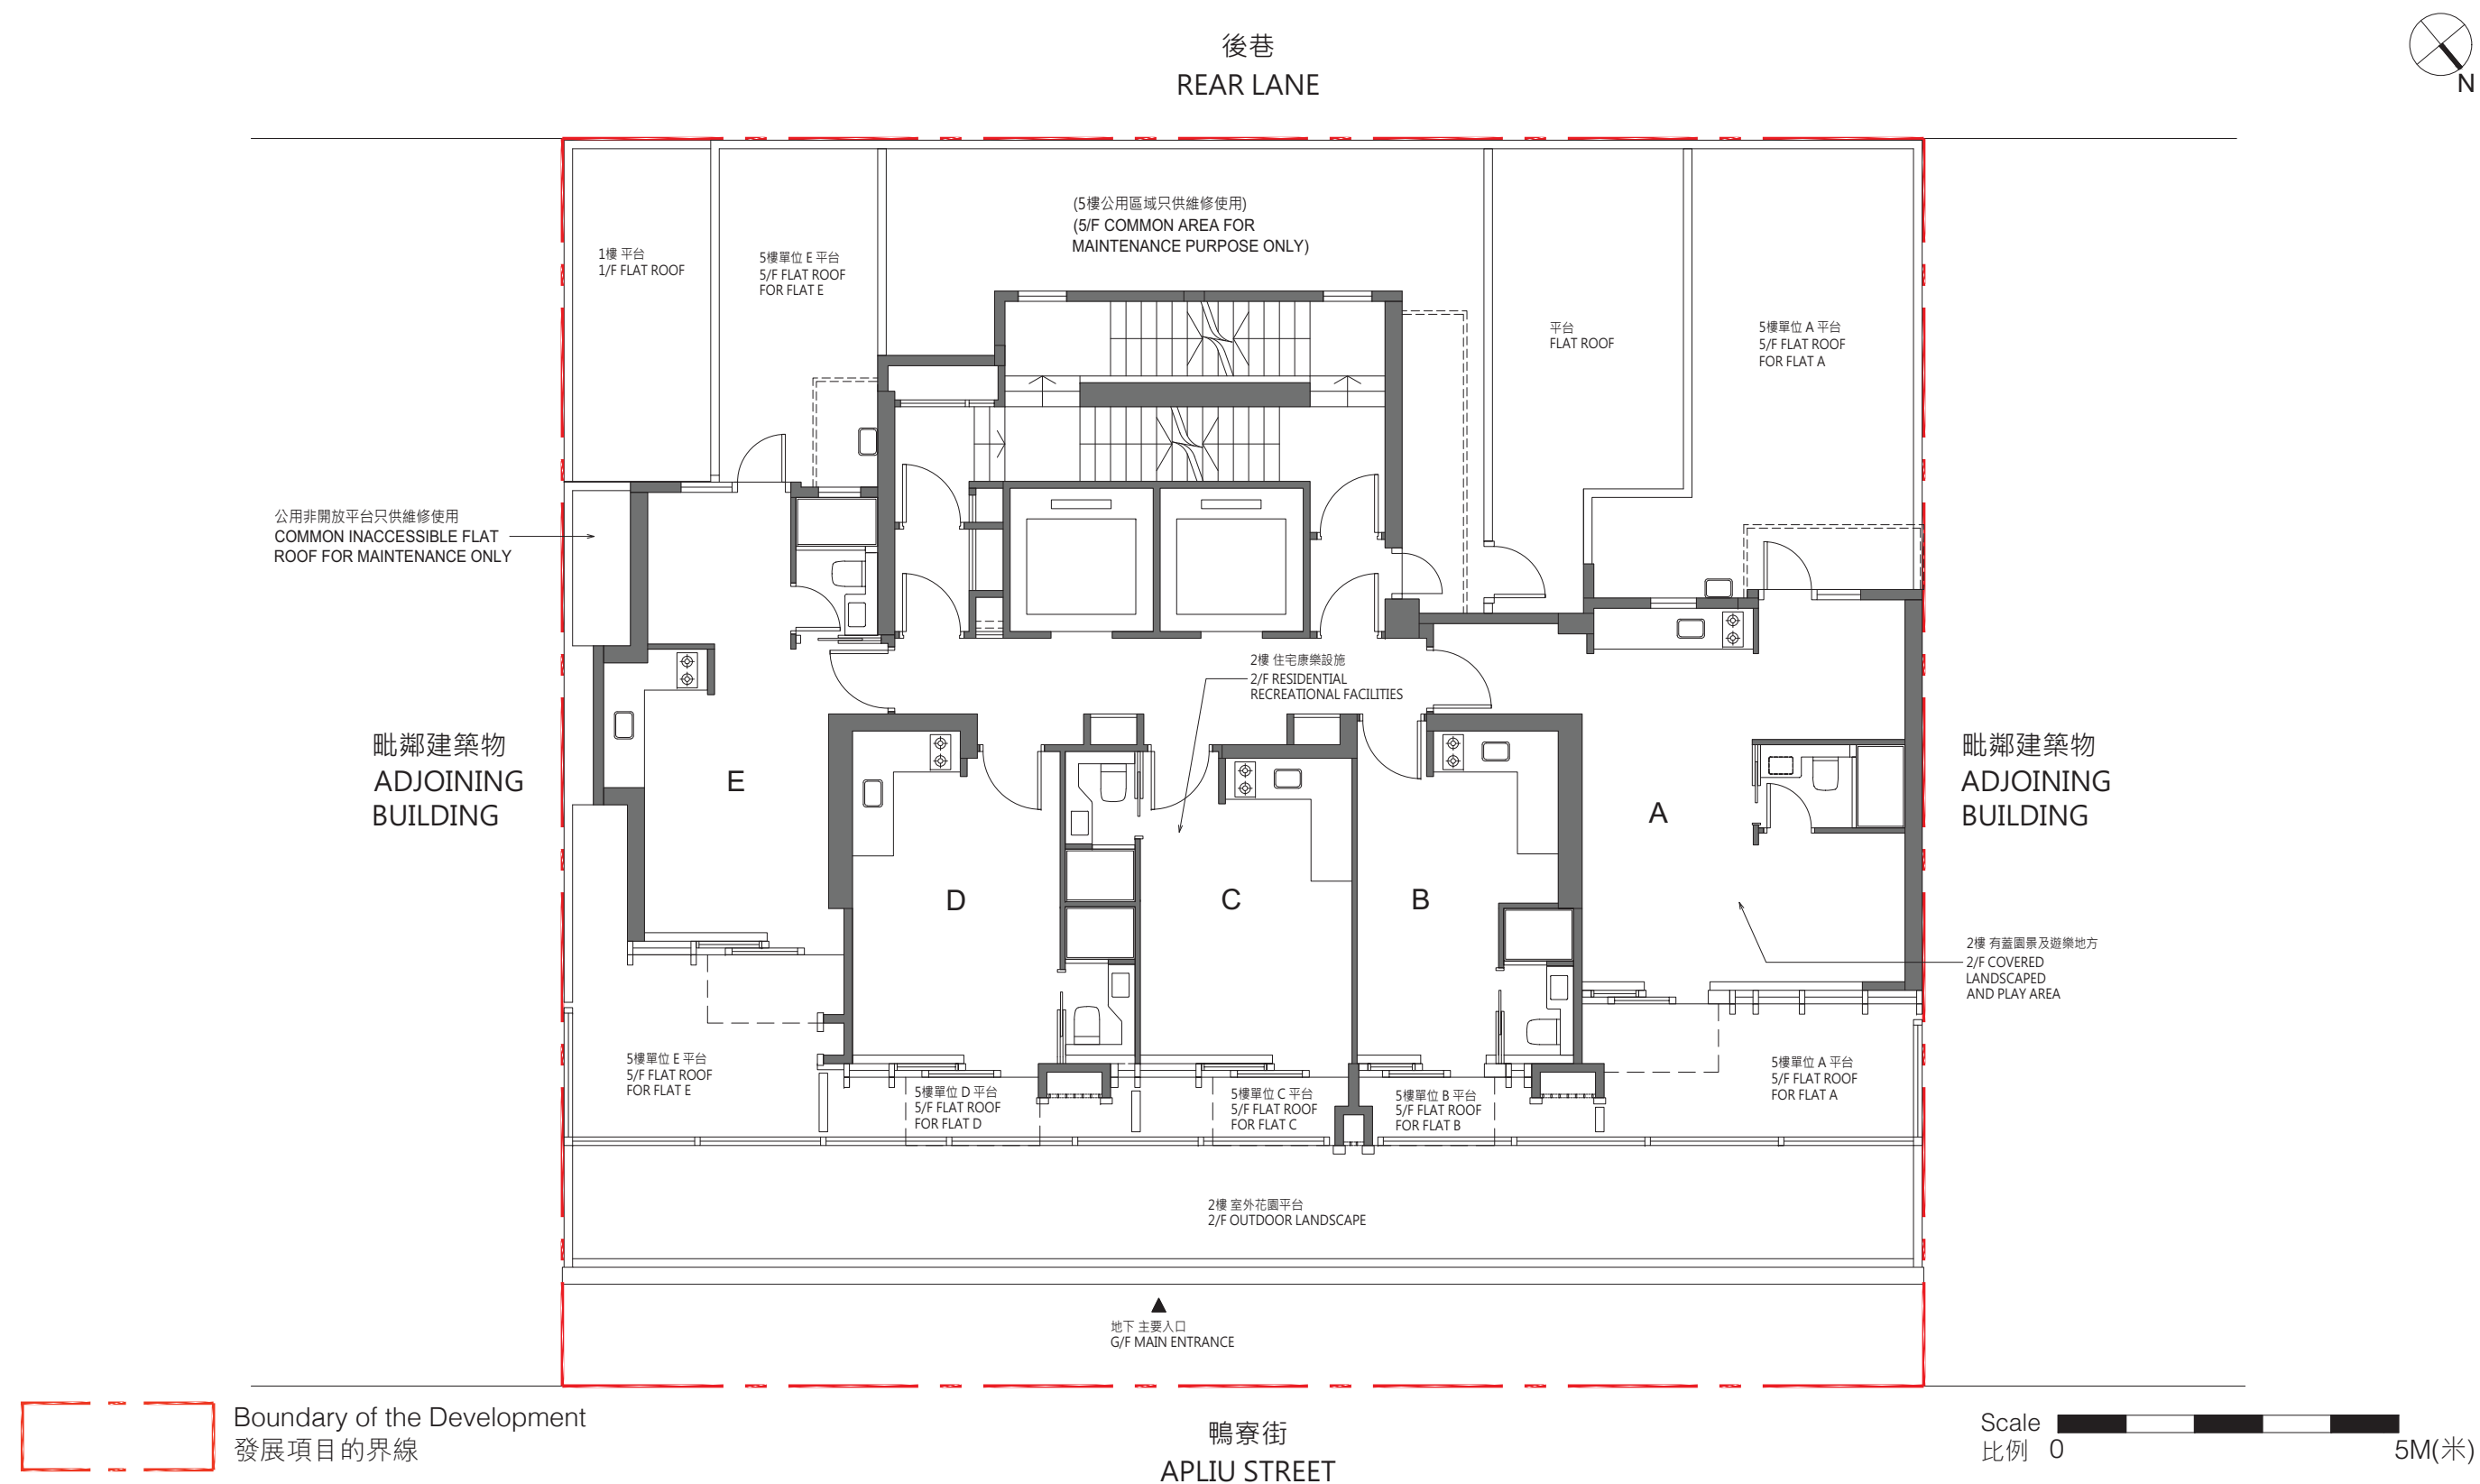 後巷
REAR LANE
N
(5樓公用區域只供維修使用)
(5/F COMMON AREA FOR
MAINTENANCE PURPOSE ONLY)
1樓 平台
1/F FLAT ROOF
5樓單位 E 平台
5/F FLAT ROOF
FOR FLAT E
平台
FLAT ROOF
5樓單位 A 平台
5/F FLAT ROOF
FOR FLAT A
公用非開放平台只供維修使用
COMMON INACCESSIBLE FLAT
ROOF FOR MAINTENANCE ONLY
2樓 住宅康樂設施
2/F RESIDENTIAL
RECREATIONAL FACILITIES
毗鄰建築物
ADJOINING
BUILDING
E
D
C
B
A
毗鄰建築物
ADJOINING
BUILDING
2樓 有蓋園景及遊樂地方
2/F COVERED
LANDSCAPED
AND PLAY AREA
5樓單位 E 平台
5/F FLAT ROOF
FOR FLAT E
5樓單位 D 平台
5/F FLAT ROOF
FOR FLAT D
5樓單位 C 平台
5/F FLAT ROOF
FOR FLAT C
5樓單位 B 平台
5/F FLAT ROOF
FOR FLAT B
5樓單位 A 平台
5/F FLAT ROOF
FOR FLAT A
2樓 室外花園平台
2/F OUTDOOR LANDSCAPE
地下 主要入口
G/F MAIN ENTRANCE
Boundary of the Development
發展項目的界線
鴨寮街
APLIU STREET
Scale
比例 0 5M(米)